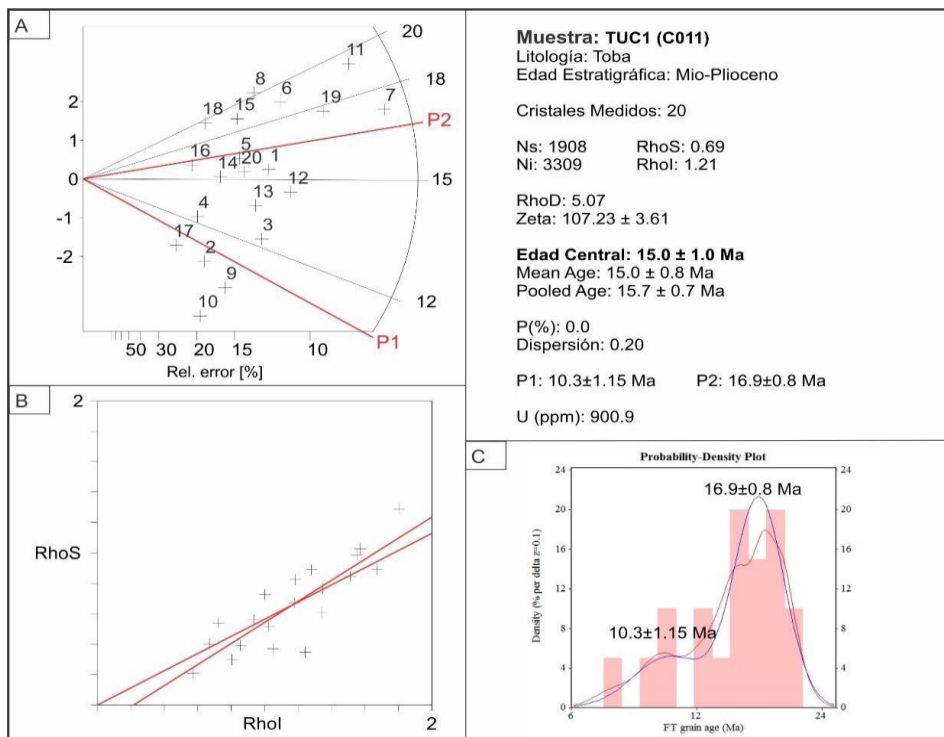 A
2
1
0
-1
-2
50 30 20 15 10
Rel. error [%]
20
18
P2
15
12
P1
11
8
6
7
18
15
19
5
16
14
20
1
12
13
4
3
17
2
9
10
Muestra: TUC1 (C011)
Litología: Toba
Edad Estratigráfica: Mio-Plioceno
Cristales Medidos: 20
Ns: 1908 RhoS: 0.69
Ni: 3309 RhoI: 1.21
RhoD: 5.07
Zeta: 107.23 ± 3.61
Edad Central: 15.0 ± 1.0 Ma
Mean Age: 15.0 ± 0.8 Ma
Pooled Age: 15.7 ± 0.7 Ma
P(%): 0.0
Dispersión: 0.20
P1: 10.3±1.15 Ma P2: 16.9±0.8 Ma
U (ppm): 900.9
B
2
RhoS
RhoI
2
C
Probability-Density Plot
24
20
16
12
8
4
0
Density (% per delta z=0.1)
16.9±0.8 Ma
10.3±1.15 Ma
24
20
16
12
8
4
0
6 12 24
FT grain age (Ma)